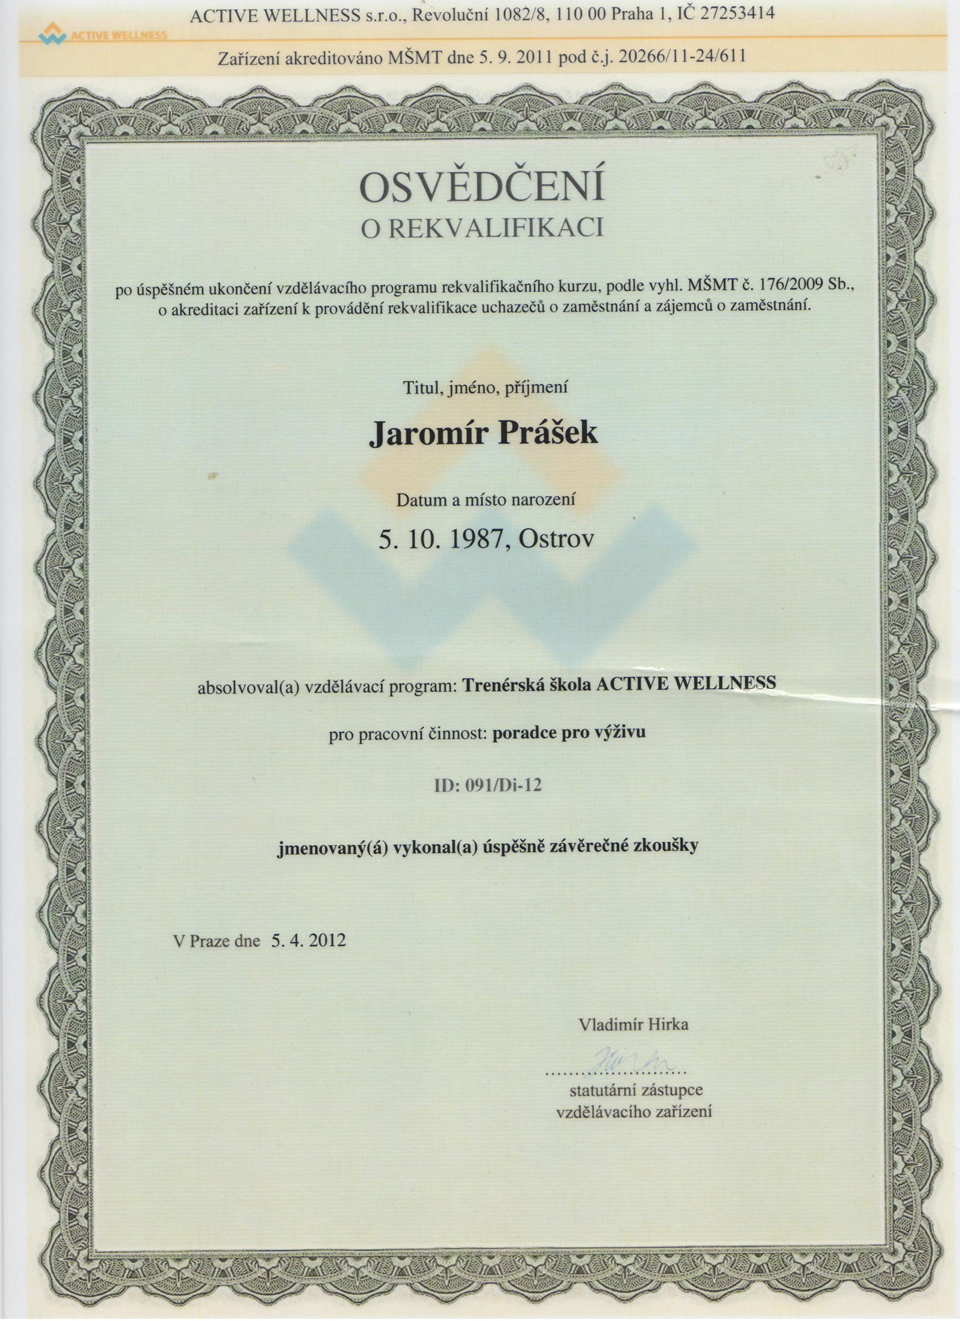 ACTIVE WELLNESS s.r.o., Revoluční 1082/8, 110 00 Praha 1, IČ 27253414
ACTIVE WELLNESS
Zařízení akreditováno MŠMT dne 5. 9. 2011 pod č.j. 20266/11-24/611
OSVĚDČENÍ
O REKVALIFIKACI
po úspěšném ukončení vzdělávacího programu rekvalifikačního kurzu, podle vyhl. MŠMT č. 176/2009 Sb.,
o akreditaci zařízení k provádění rekvalifikace uchazečů o zaměstnání a zájemců o zaměstnání.
Titul, jméno, příjmení
Jaromír Prášek
Datum a místo narození
5. 10. 1987, Ostrov
absolvoval(a) vzdělávací program: Trenérská škola ACTIVE WELLNESS
pro pracovní činnost: poradce pro výživu
ID: 091/Di-12
jmenovaný(á) vykonal(a) úspěšně závěrečné zkoušky
V Praze dne 5. 4. 2012
Vladimír Hirka
statutární zástupce
vzdělávacího zařízení